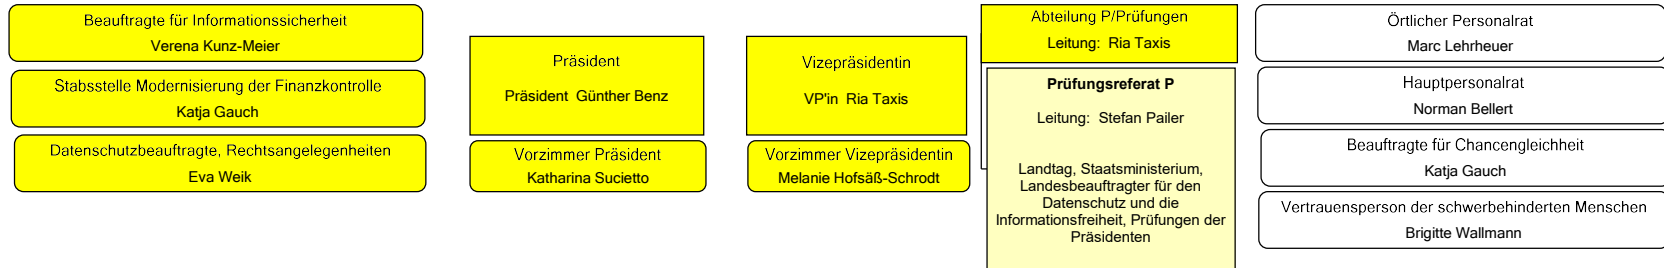 Beauftragte für Informationssicherheit
Verena Kunz-Meier
Stabsstelle Modernisierung der Finanzkontrolle
Katja Gauch
Datenschutzbeauftragte, Rechtsangelegenheiten
Eva Weik
Präsident
Präsident Günther Benz
Vorzimmer Präsident
Katharina Sucietto
Vizepräsidentin
VP'in Ria Taxis
Vorzimmer Vizepräsidentin
Melanie Hofsäß-Schrodt
Abteilung P/Prüfungen
Leitung: Ria Taxis
Prüfungsreferat P
Leitung: Stefan Pailer
Landtag, Staatsministerium,
Landesbeauftragter für den
Datenschutz und die
Informationsfreiheit, Prüfungen der
Präsidenten
Örtlicher Personalrat
Marc Lehrheuer
Hauptpersonalrat
Norman Bellert
Beauftragte für Chancengleichheit
Katja Gauch
Vertrauensperson der schwerbehinderten Menschen
Brigitte Wallmann